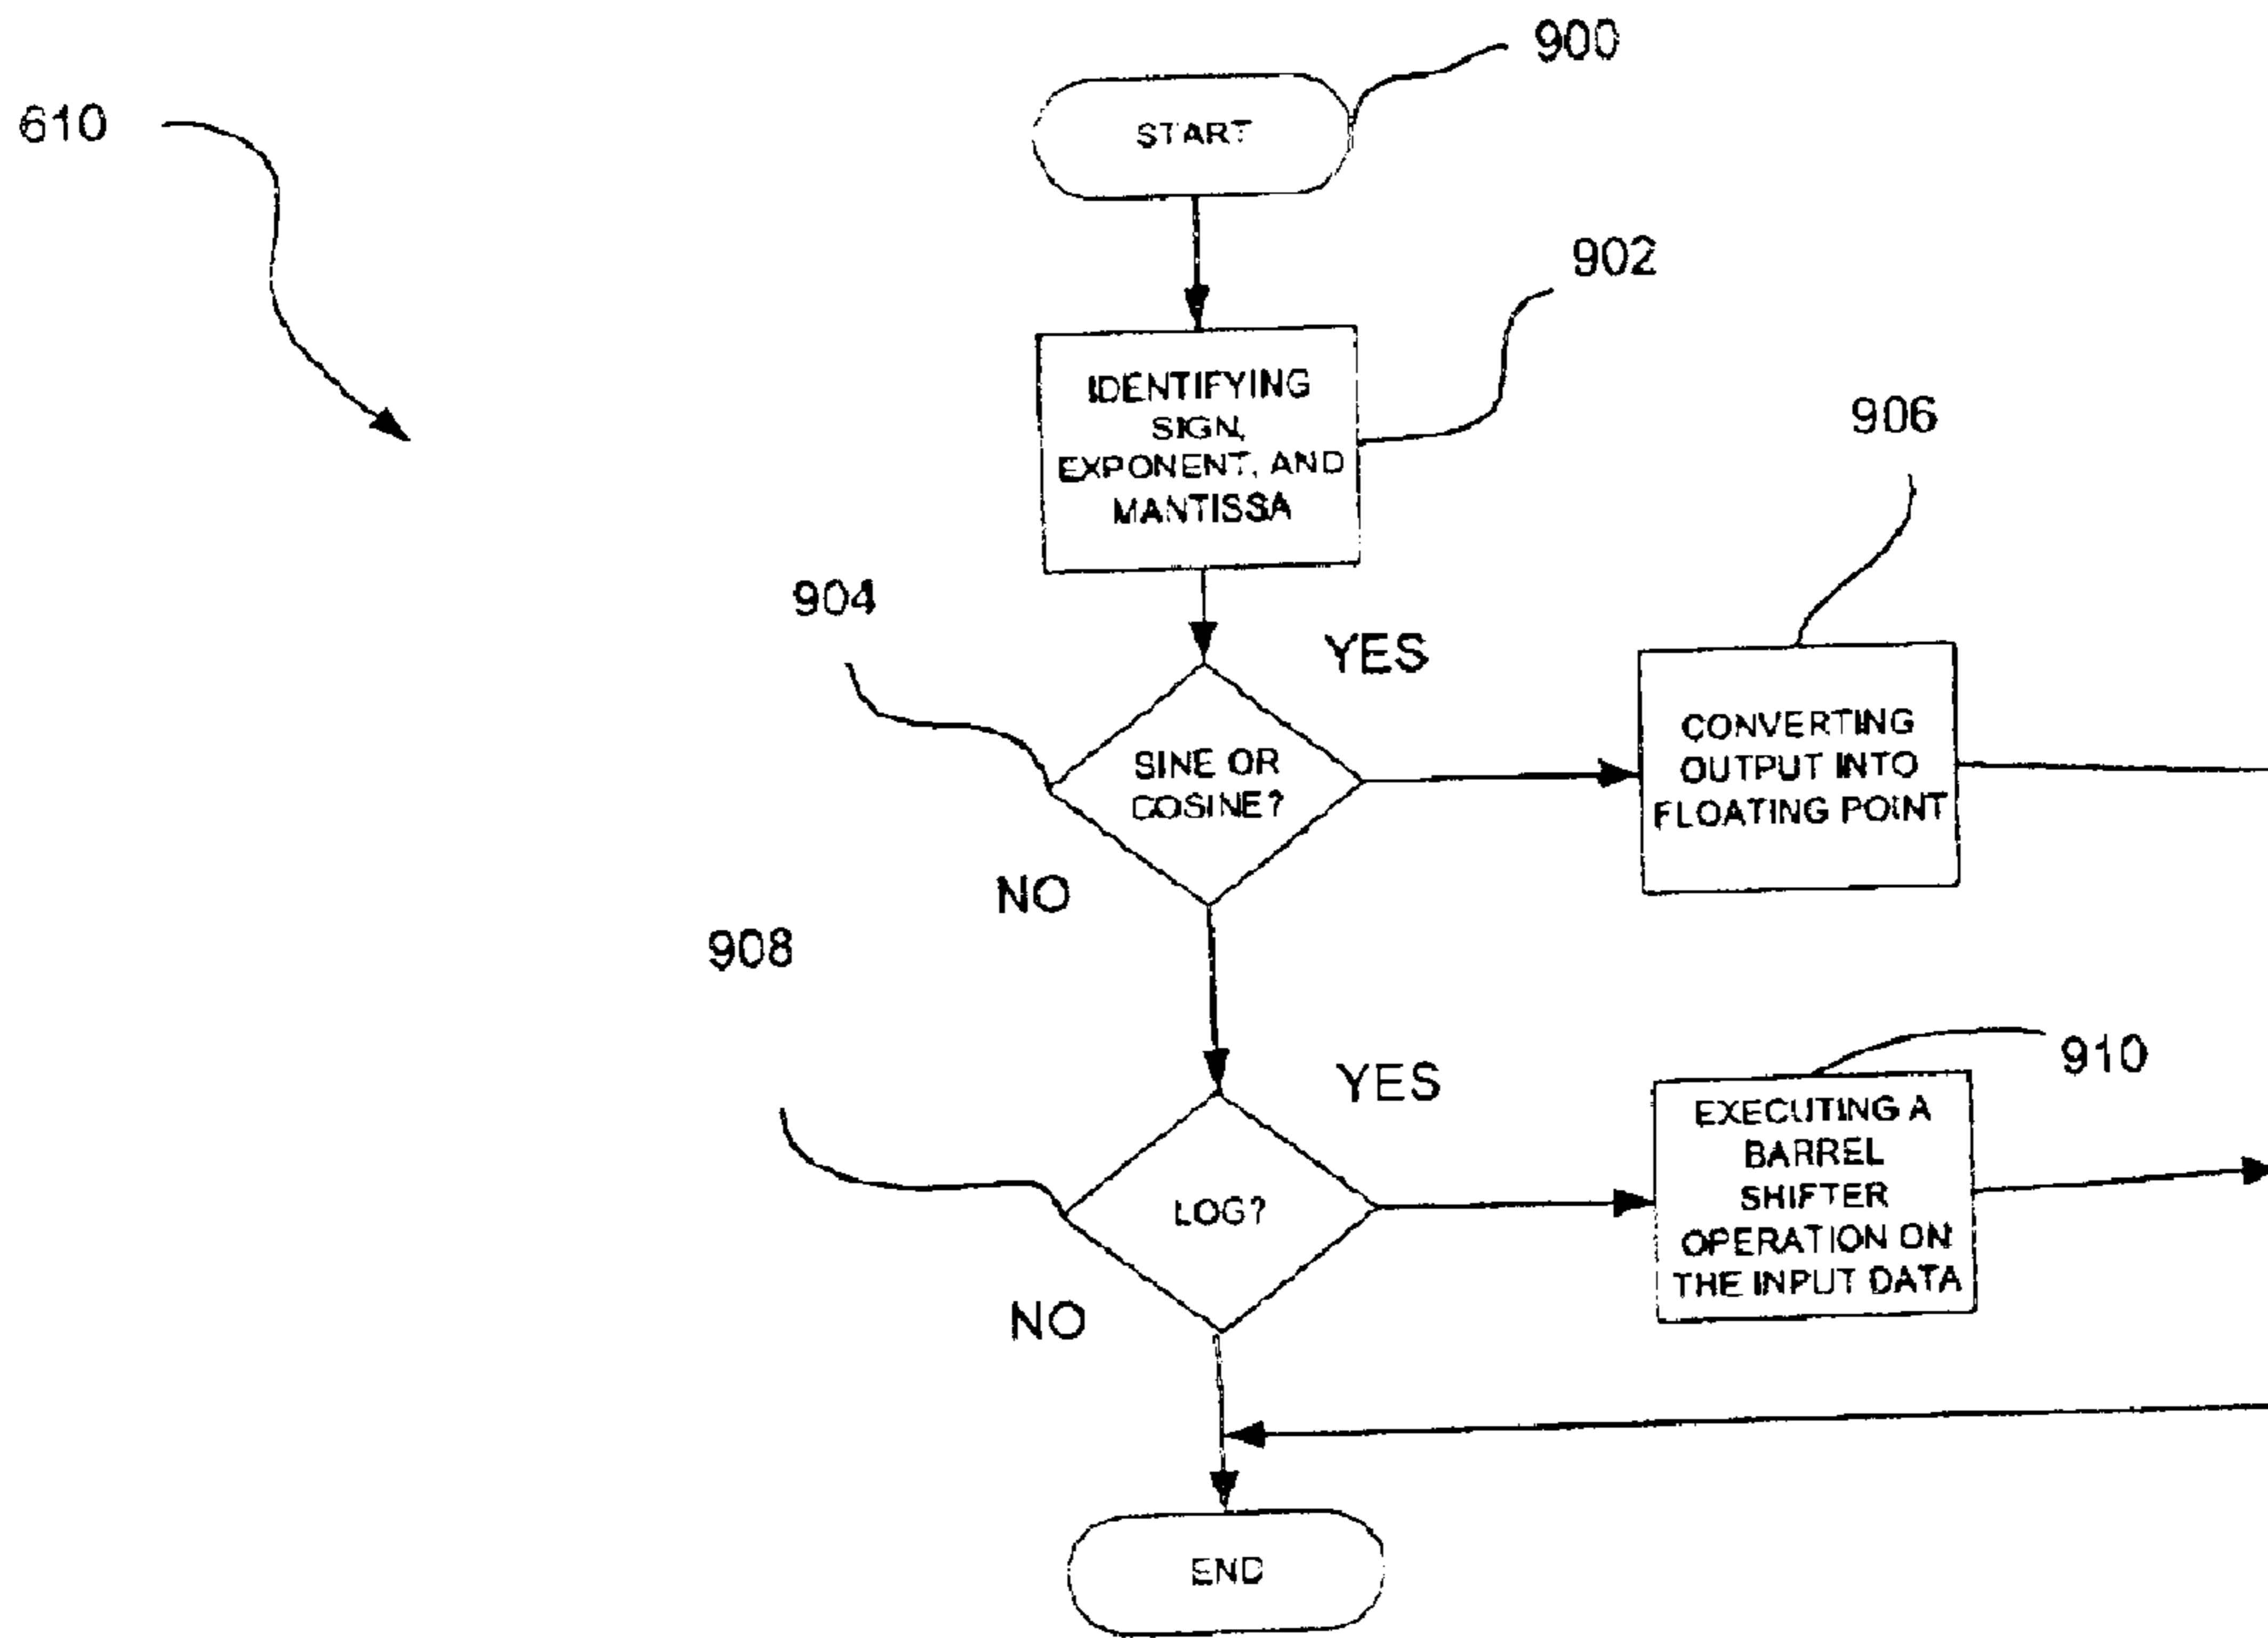 900
610
START
902
IDENTIFYING
SIGN,
EXPONENT, AND
MANTISSA
906
904
YES
SINE OR
COSINE?
CONVERTING
OUTPUT INTO
FLOATING POINT
NO
908
YES
910
LOG?
EXECUTING A
BARREL
SHIFTER
OPERATION ON
THE INPUT DATA
NO
END